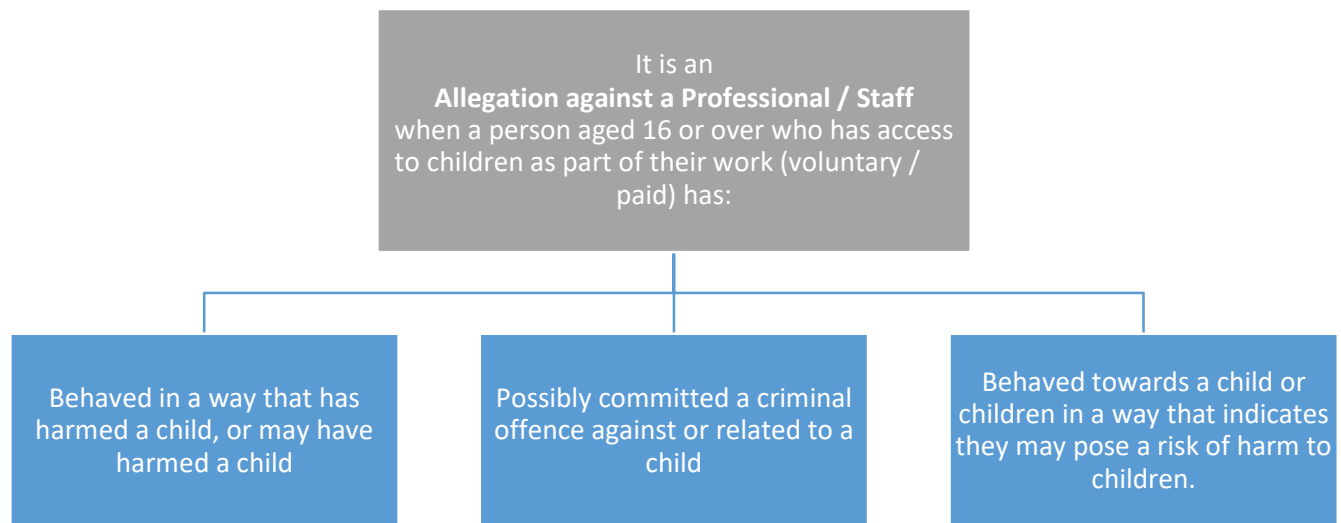 It is an
Allegation against a Professional / Staff
when a person aged 16 or over who has access
to children as part of their work (voluntary /
paid) has:
Behaved in a way that has
harmed a child, or may have
harmed a child
Possibly committed a criminal
offence against or related to a
child
Behaved towards a child or
children in a way that indicates
they may pose a risk of harm to
children.